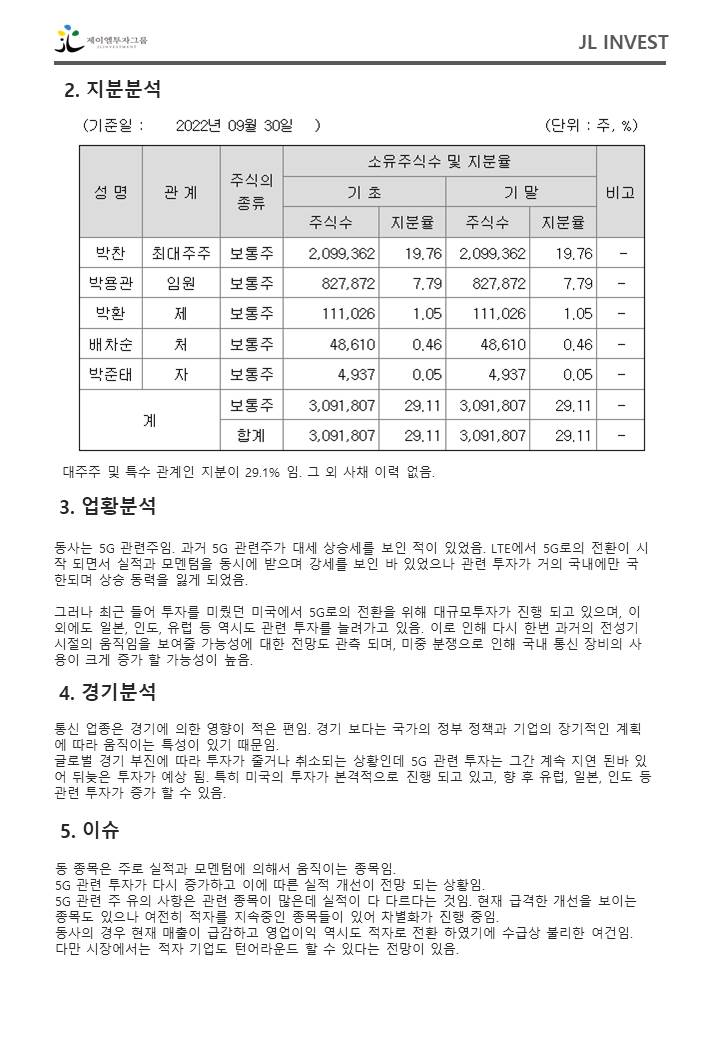 제이엘투자그룹
JLINVESTMENT
JL INVEST
2. 지분분석
(기준일 : 2022년 09월 30일 ) (단위 : 주, %)
성 명 관 계 주식의 종류 소유주식수 및 지분율 비고
기 초 기 말
주식수 지분율 주식수 지분율
박찬 최대주주 보통주 2,099,362 19.76 2,099,362 19.76 -
박용관 임원 보통주 827,872 7.79 827,872 7.79 -
박환 제 보통주 111,026 1.05 111,026 1.05 -
배차순 처 보통주 48,610 0.46 48,610 0.46 -
박준태 자 보통주 4,937 0.05 4,937 0.05 -
계 보통주 3,091,807 29.11 3,091,807 29.11 -
합계 3,091,807 29.11 3,091,807 29.11 -
대주주 및 특수 관계인 지분이 29.1% 임. 그 외 사채 이력 없음.
3. 업황분석
동사는 5G 관련주임. 과거 5G 관련주가 대세 상승세를 보인 적이 있었음. LTE에서 5G로의 전환이 시
작 되면서 실적과 모멘텀을 동시에 받으며 강세를 보인 바 있었으나 관련 투자가 거의 국내에만 국
한되며 상승 동력을 잃게 되었음.
그러나 최근 들어 투자를 미뤘던 미국에서 5G로의 전환을 위해 대규모투자가 진행 되고 있으며, 이
외에도 일본, 인도, 유럽 등 역시도 관련 투자를 늘려가고 있음. 이로 인해 다시 한번 과거의 전성기
시절의 움직임을 보여줄 가능성에 대한 전망도 관측 되며, 미중 분쟁으로 인해 국내 통신 장비의 사
용이 크게 증가 할 가능성이 높음.
4. 경기분석
통신 업종은 경기에 의한 영향이 적은 편임. 경기 보다는 국가의 정부 정책과 기업의 장기적인 계획
에 따라 움직이는 특성이 있기 때문임.
글로벌 경기 부진에 따라 투자가 줄거나 취소되는 상황인데 5G 관련 투자는 그간 계속 지연 된바 있
어 뒤늦은 투자가 예상 됨. 특히 미국의 투자가 본격적으로 진행 되고 있고, 향 후 유럽, 일본, 인도 등
관련 투자가 증가 할 수 있음.
5. 이슈
동 종목은 주로 실적과 모멘텀에 의해서 움직이는 종목임.
5G 관련 투자가 다시 증가하고 이에 따른 실적 개선이 전망 되는 상황임.
5G 관련 주 유의 사항은 관련 종목이 많은데 실적이 다 다르다는 것임. 현재 급격한 개선을 보이는
종목도 있으나 여전히 적자를 지속중인 종목들이 있어 차별화가 진행 중임.
동사의 경우 현재 매출이 급감하고 영업이익 역시도 적자로 전환 하였기에 수급상 불리한 여건임.
다만 시장에서는 적자 기업도 턴어라운드 할 수 있다는 전망이 있음.